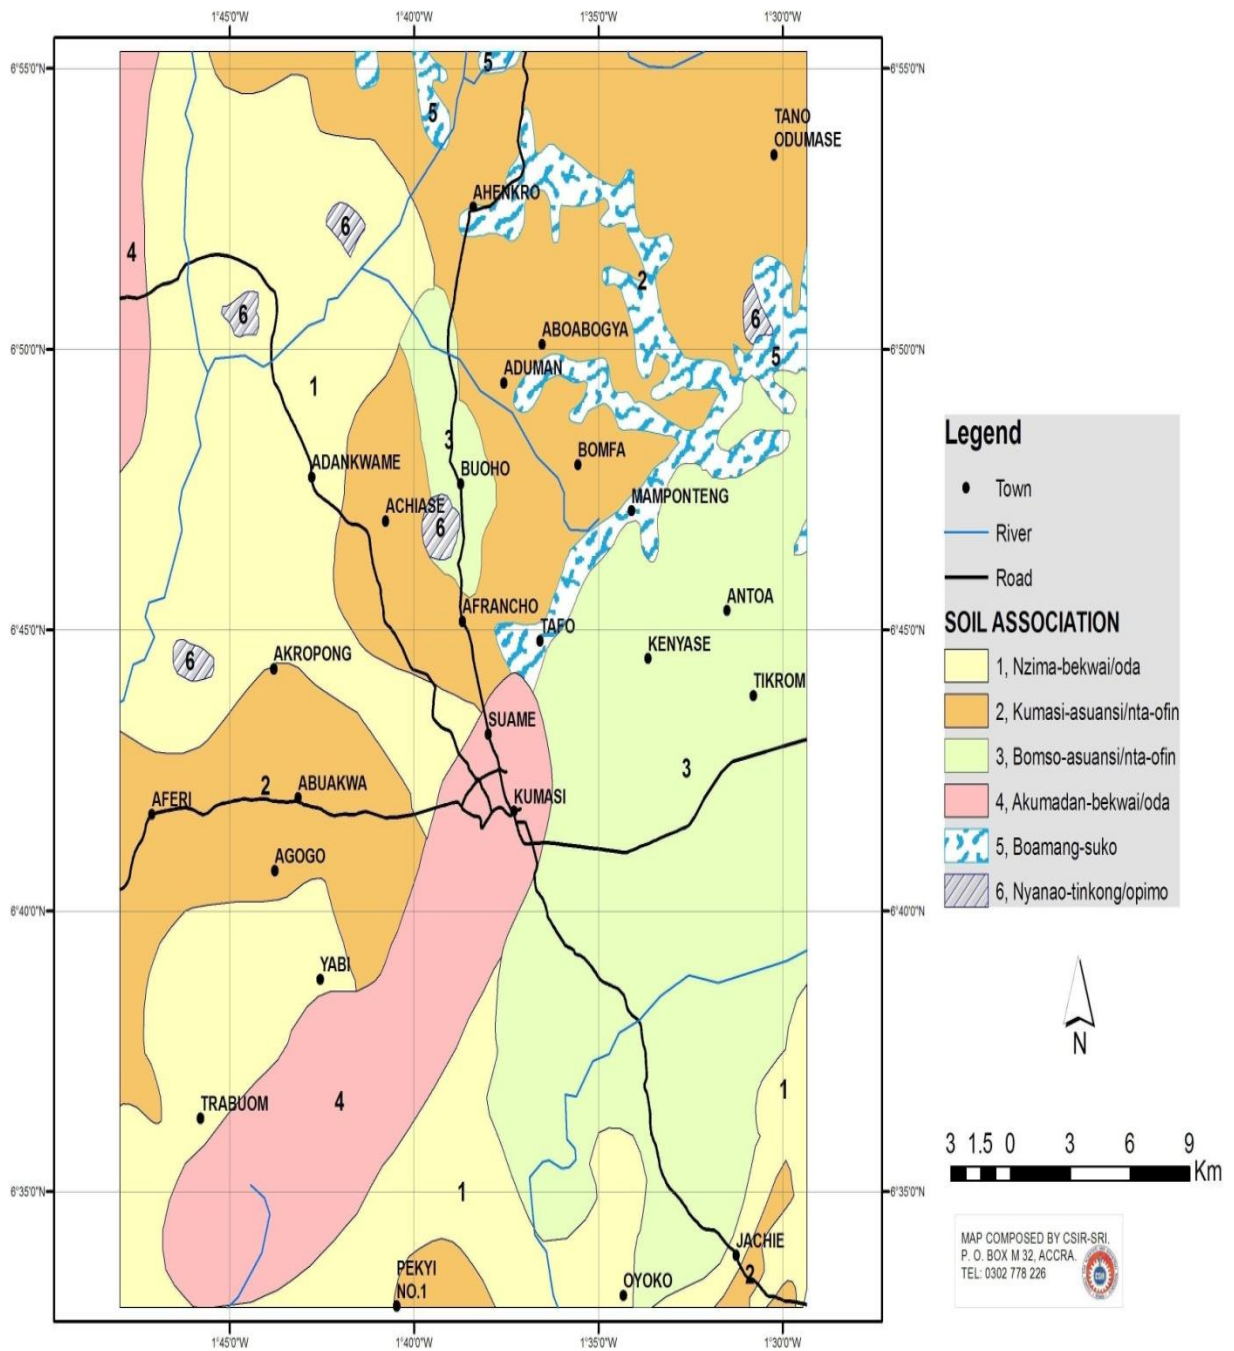 1°45'0"W 1°40'0"W 1°35'0"W 1°30'0"W
6°55'0"N 6°55'0"N
5
5
TANO
ODUMASE
AHENKRO
6
4
2
6
6
ABOABOGYA
6°50'0"N 6°50'0"N
5
ADUMAN
1
3
BOMFA
ADANKWAME
BUOHO
MAMPONTENG
ACHIASE
6
ANTOA
AFRANCHO
6°45'0"N 6°45'0"N
TAFO
KENYASE
AKROPONG
6
TIKROM
SUAME
3
2
ABUAKWA
AFERI
KUMASI
AGOGO
6°40'0"N 6°40'0"N
YABI
1
4
TRABUOM
6°35'0"N 6°35'0"N
1
JACHIE
2
PEKYI
NO.1
OYOKO
1°45'0"W 1°40'0"W 1°35'0"W 1°30'0"W
Legend
Town
River
Road
SOIL ASSOCIATION
1, Nzima-bekwai/oda
2, Kumasi-asuansi/nta-ofin
3, Bomso-asuansi/nta-ofin
4, Akumadan-bekwai/oda
5, Boamang-suko
6, Nyanao-tinkong/opimo
N
3 1.5 0 3 6 9
Km
MAP COMPOSED BY CSIR-SRI.
P. O. BOX M 32, ACCRA.
TEL: 0302 778 226